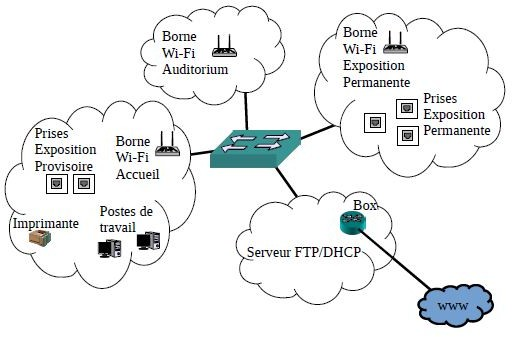 Borne
Wi-Fi
Auditorium
Borne
Wi-Fi
Exposition
Permanente
Prises
Exposition
Permanente
Prises
Exposition
Provisoire
Borne
Wi-Fi
Accueil
Imprimante
Postes de
travail
Box
Serveur FTP/DHCP
www